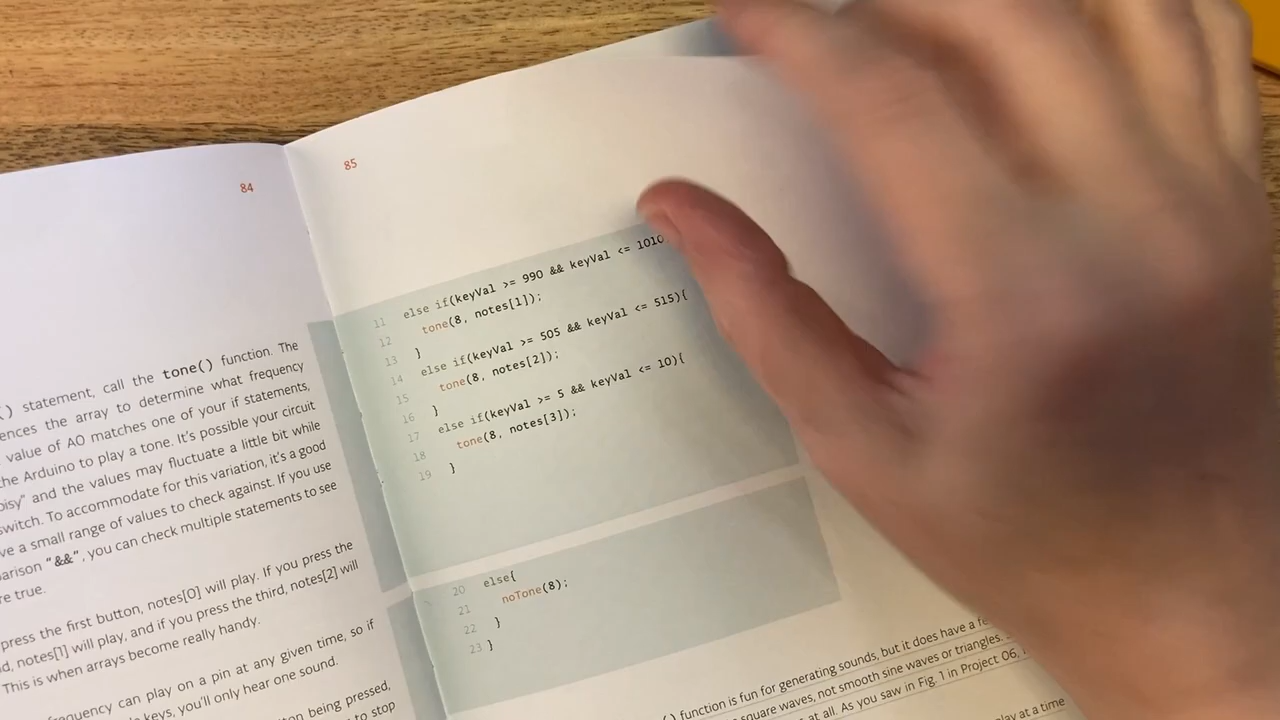 84
() statement, call the tone() function. The
ences the array to determine what frequency
value of A0 matches one of your if statements,
the Arduino to play a tone. It's possible your circuit
and the values may fluctuate a little bit while
switch. To accommodate for this variation, it's a good
a small range of values to check against. If you use
"&&", you can check multiple statements to see
true.
press the first button, notes[0] will play. If you press the
notes[1] will play, and if you press the third, notes[2] will
This is when arrays become really handy.
can play on a pin at any given time, so if
keys, you'll only hear one sound.
being pressed,
to stop
85
11 else if(keyVal >= 990 && keyVal <= 1010
12 tone(8, notes[1]);
13 }
14 else if(keyVal >= 505 && keyVal <= 515){
15 tone(8, notes[2]);
16 }
17 else if(keyVal >= 5 && keyVal <= 10){
18 tone(8, notes[3]);
19 }
20 else{
21 noTone(8);
22 }
23 }
() function is fun for generating sounds, but it does have a
square waves, not smooth sine waves or triangles.
at all. As you saw in Fig. 1 in Project 06,
play at a time